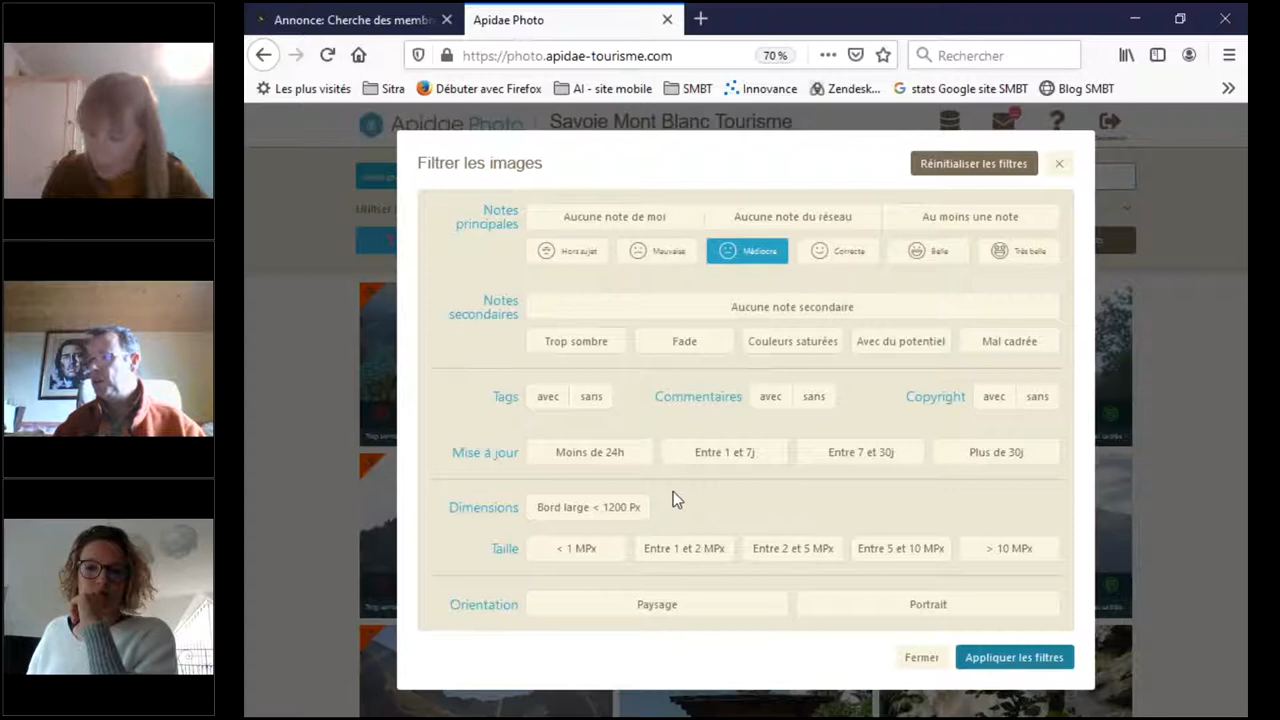 Annonce: Cherche des membr
Apidae Photo
https://photo.apidae-tourisme.com
70 %
Rechercher
Les plus visités
Sitra
Débuter avec Firefox
AI - site mobile
SMBT
Innovance
Zendesk...
stats Google site SMBT
Blog SMBT
Apidae Photo
Savoie Mont Blanc Tourisme
Filtrer les images
Réinitialiser les filtres
Notes principales
Aucune note de moi
Aucune note du réseau
Au moins une note
Hors sujet
Mauvaise
Médiocre
Correcte
Belle
Très belle
Notes secondaires
Aucune note secondaire
Trop sombre
Fade
Couleurs saturées
Avec du potentiel
Mal cadrée
Tags
avec
sans
Commentaires
avec
sans
Copyright
avec
sans
Mise à jour
Moins de 24h
Entre 1 et 7j
Entre 7 et 30j
Plus de 30j
Dimensions
Bord large < 1200 Px
Taille
< 1 MPx
Entre 1 et 2 MPx
Entre 2 et 5 MPx
Entre 5 et 10 MPx
> 10 MPx
Orientation
Paysage
Portrait
Fermer
Appliquer les filtres